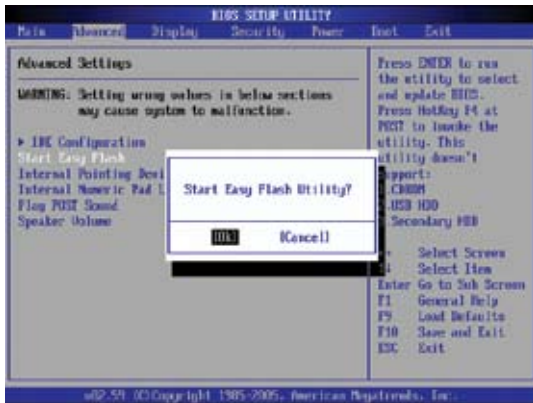 BIOS SETUP UTILITY
Main Advanced Display Security Power Boot Exit
Advanced Settings
WARNING: Setting wrong values in below sections
may cause system to malfunction.
IDE Configuration
Start Easy Flash
Internal Pointing Devi
Internal Numeric Pad L
Play POST Sound
Speaker Volume
Start Easy Flash Utility?
[Ok] [Cancel]
Press ENTER to run
the utility to select
and update BIOS.
Press HotKey F4 at
POST to invoke the
utility. This
utility doesn't
upport:
.CDROM
.USB HDD
Secondary HDD
Select Screen
Select Item
Enter Go to Sub Screen
F1 General Help
F9 Load Defaults
F10 Save and Exit
ESC Exit
v02.59 (C)Copyright 1985-2005, American Megatrends, Inc.